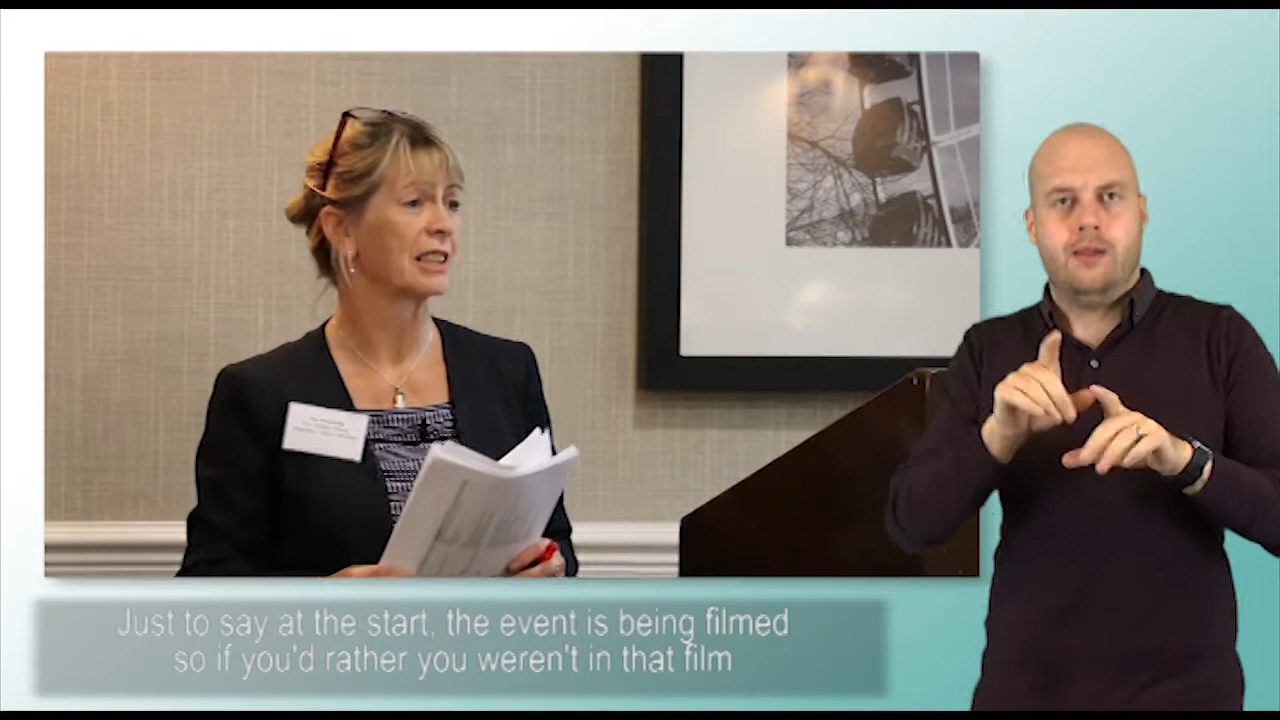 Just to say at the start, the event is being filmed
so if you'd rather you weren't in that film